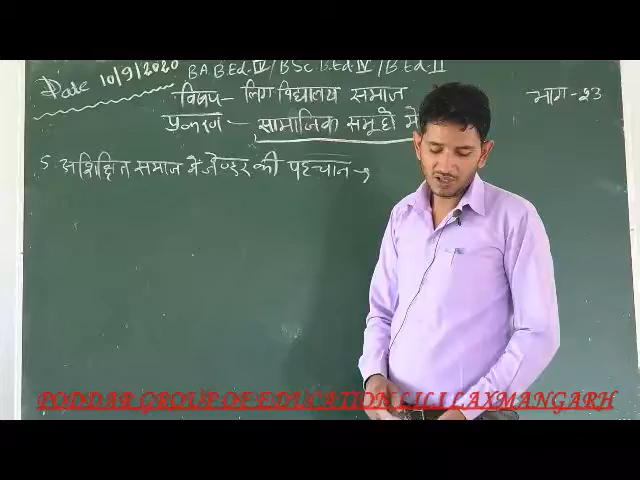 Date 10/9/2020
B.A.B.Ed.IV/BSc.B.Ed.IV/B.Ed.II
विषय- लिंग विद्यालय समाज
भाग-23
प्रकरण- सामाजिक समूहों में
5. अशिक्षित समाज में जेण्डर की पहचान→
PODDAR GROUP OF EDUCATION LILI LAXMANGARH